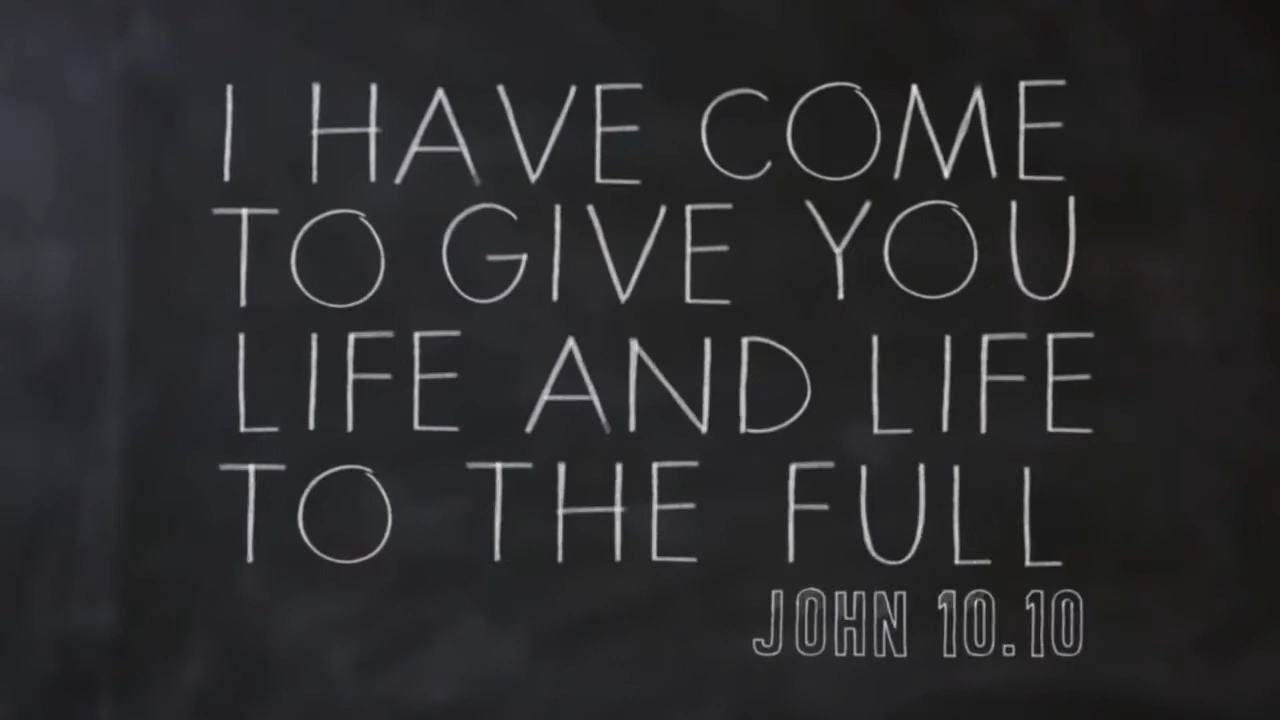 I HAVE COME
TO GIVE YOU
LIFE AND LIFE
TO THE FULL
JOHN 10.10